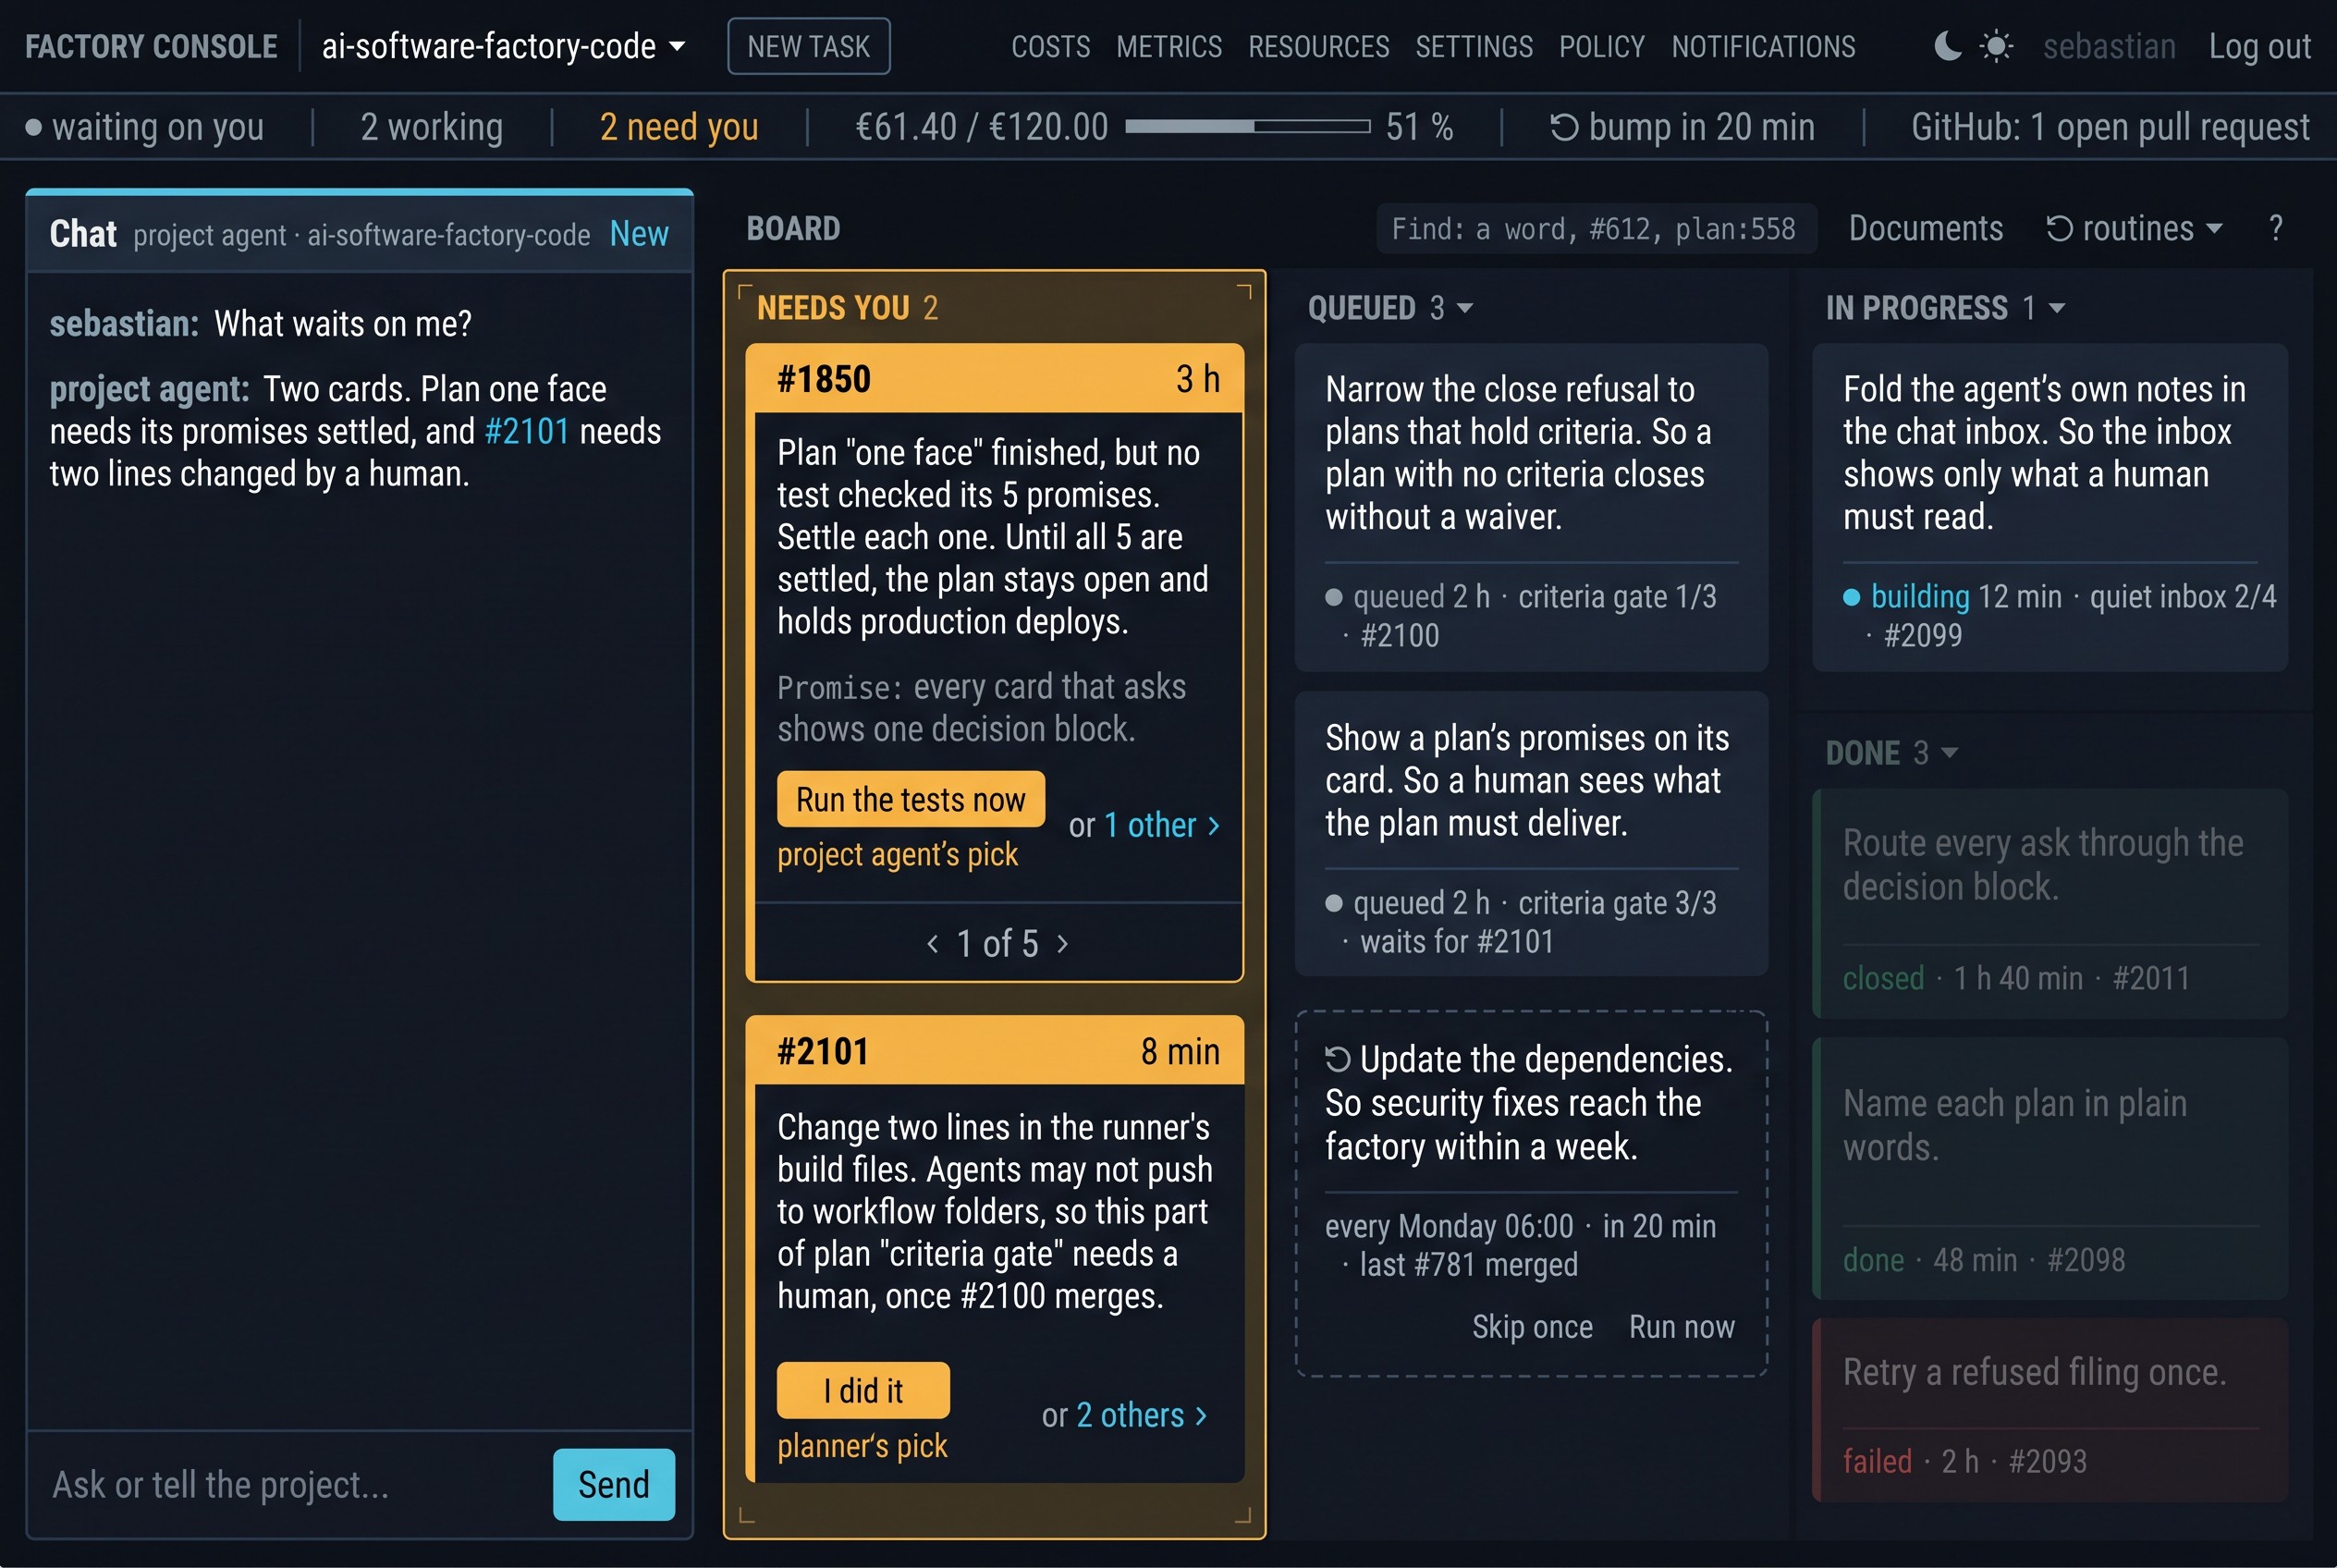 FACTORY CONSOLE
ai-software-factory-code
NEW TASK
COSTS METRICS RESOURCES SETTINGS POLICY NOTIFICATIONS
sebastian Log out
waiting on you
2 working
2 need you
€61.40 / €120.00 51 %
bump in 20 min
GitHub: 1 open pull request
Chat project agent · ai-software-factory-code New
sebastian: What waits on me?
project agent: Two cards. Plan one face
needs its promises settled, and #2101 needs
two lines changed by a human.
Ask or tell the project...
Send
BOARD
Find: a word, #612, plan:558
Documents
routines
?
NEEDS YOU 2
#1850 3 h
Plan "one face" finished, but no
test checked its 5 promises.
Settle each one. Until all 5 are
settled, the plan stays open and
holds production deploys.
Promise: every card that asks
shows one decision block.
Run the tests now
or 1 other ›
project agent’s pick
‹ 1 of 5 ›
#2101 8 min
Change two lines in the runner's
build files. Agents may not push
to workflow folders, so this part
of plan "criteria gate" needs a
human, once #2100 merges.
I did it
or 2 others ›
planner‘s pick
QUEUED 3
Narrow the close refusal to
plans that hold criteria. So a
plan with no criteria closes
without a waiver.
queued 2 h · criteria gate 1/3
· #2100
Show a plan’s promises on its
card. So a human sees what
the plan must deliver.
queued 2 h · criteria gate 3/3
· waits for #2101
Update the dependencies.
So security fixes reach the
factory within a week.
every Monday 06:00 · in 20 min
· last #781 merged
Skip once Run now
IN PROGRESS 1
Fold the agent’s own notes in
the chat inbox. So the inbox
shows only what a human
must read.
building 12 min · quiet inbox 2/4
· #2099
DONE 3
Route every ask through the
decision block.
closed · 1 h 40 min · #2011
Name each plan in plain
words.
done · 48 min · #2098
Retry a refused filing once.
failed · 2 h · #2093